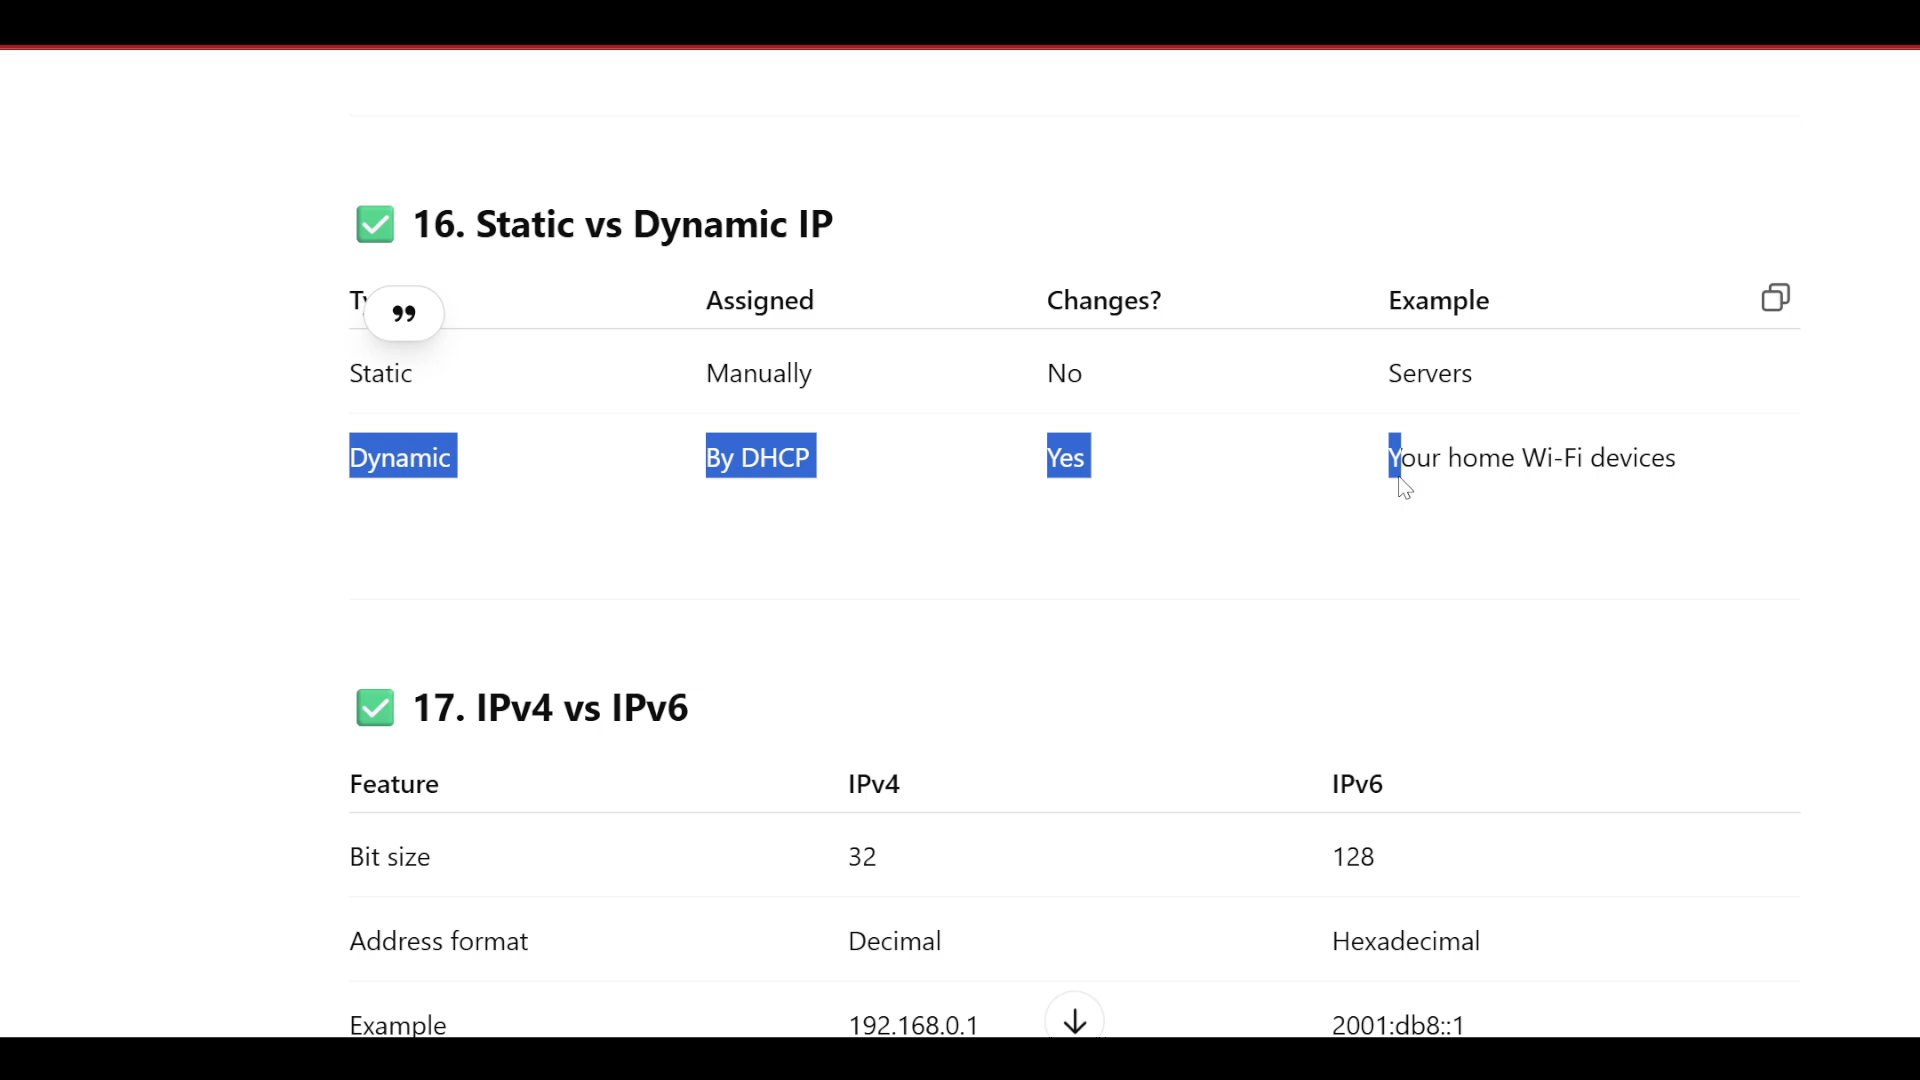 ✅ 16. Static vs Dynamic IP
Assigned Changes? Example
Static Manually No Servers
Dynamic By DHCP Yes Your home Wi-Fi devices
✅ 17. IPv4 vs IPv6
Feature IPv4 IPv6
Bit size 32 128
Address format Decimal Hexadecimal
Example 192.168.0.1 2001:db8::1